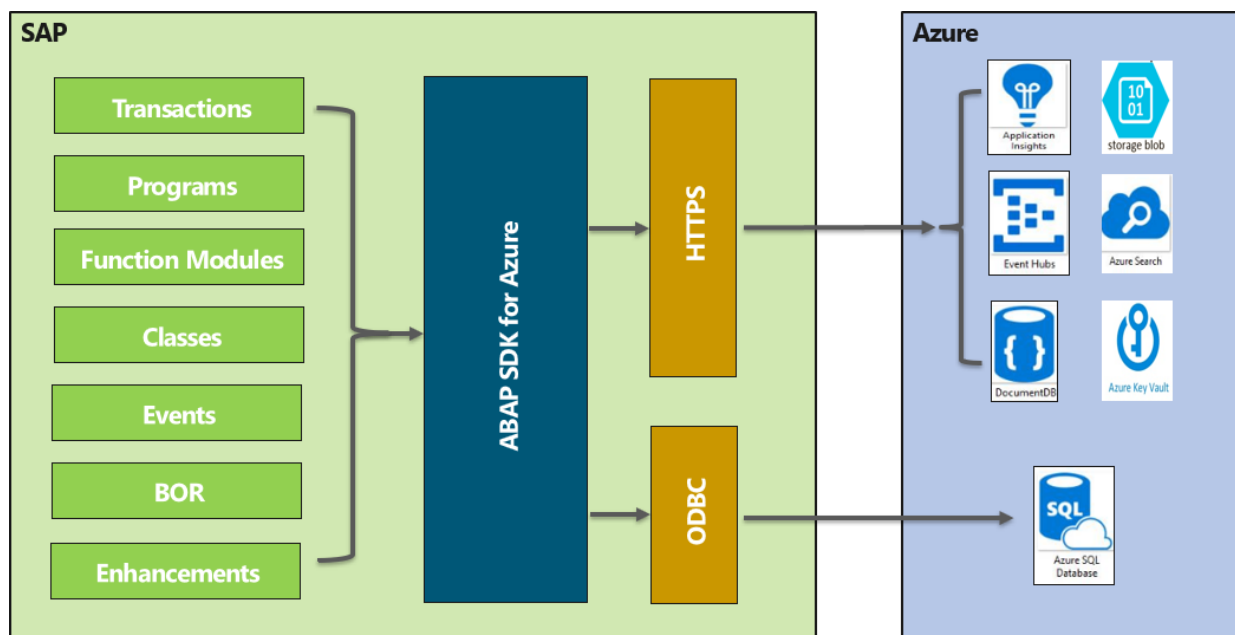 SAP
Transactions
Programs
Function Modules
Classes
Events
BOR
Enhancements
ABAP SDK for Azure
HTTPS
ODBC
Azure
Application
Insights
10
01
storage blob
Event Hubs
Azure Search
{ }
DocumentDB
Azure Key Vault
SQL
Azure SQL
Database